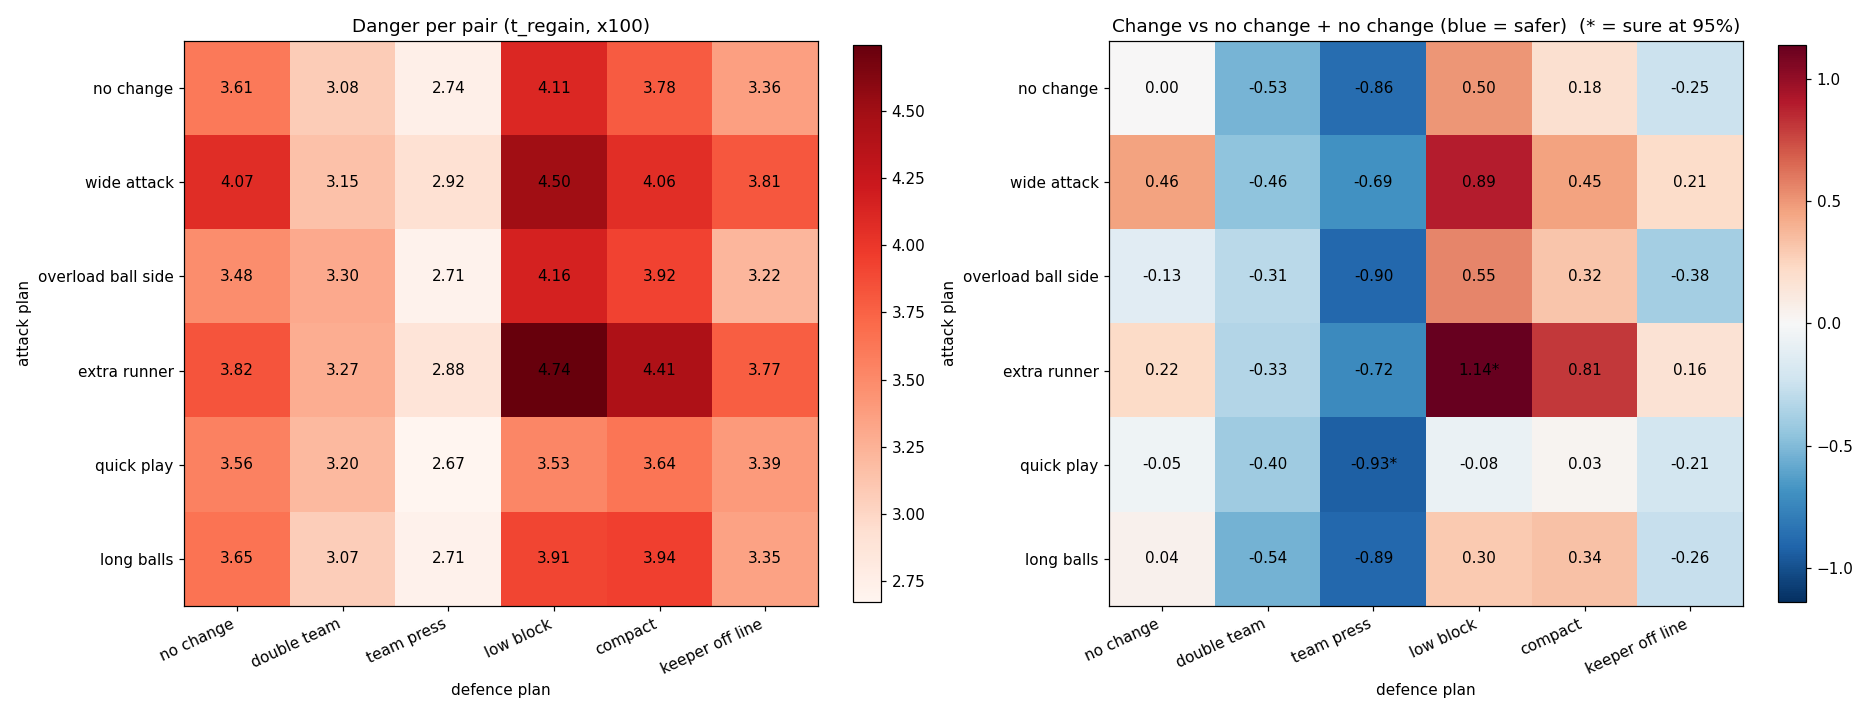 Danger per pair (t_regain, x100)
attack plan
no change 3.61 3.08 2.74 4.11 3.78 3.36
wide attack 4.07 3.15 2.92 4.50 4.06 3.81
overload ball side 3.48 3.30 2.71 4.16 3.92 3.22
extra runner 3.82 3.27 2.88 4.74 4.41 3.77
quick play 3.56 3.20 2.67 3.53 3.64 3.39
long balls 3.65 3.07 2.71 3.91 3.94 3.35
no change double team team press low block compact keeper off line
defence plan
4.50
4.25
4.00
3.75
3.50
3.25
3.00
2.75
Change vs no change + no change (blue = safer)  (* = sure at 95%)
attack plan
no change 0.00 -0.53 -0.86 0.50 0.18 -0.25
wide attack 0.46 -0.46 -0.69 0.89 0.45 0.21
overload ball side -0.13 -0.31 -0.90 0.55 0.32 -0.38
extra runner 0.22 -0.33 -0.72 1.14* 0.81 0.16
quick play -0.05 -0.40 -0.93* -0.08 0.03 -0.21
long balls 0.04 -0.54 -0.89 0.30 0.34 -0.26
no change double team team press low block compact keeper off line
defence plan
1.0
0.5
0.0
−0.5
−1.0